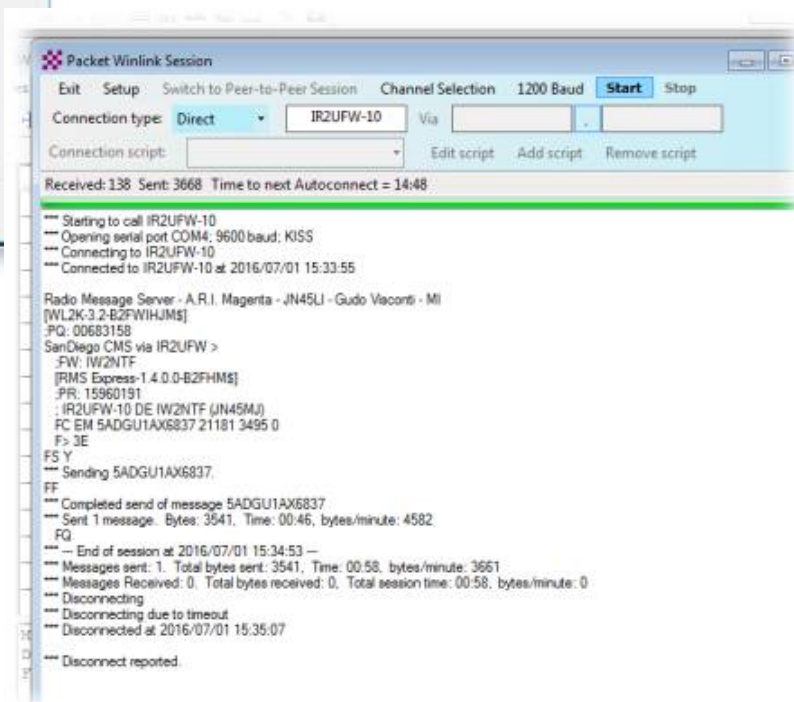 Packet Winlink Session
Exit Setup Switch to Peer-to-Peer Session Channel Selection 1200 Baud Start Stop
Connection type: Direct IR2UFW-10 Via .
Connection script: Edit script Add script Remove script
Received: 138 Sent: 3668 Time to next Autoconnect = 14:48
*** Starting to call IR2UFW-10
*** Opening serial port COM4; 9600 baud; KISS
*** Connecting to IR2UFW-10
*** Connected to IR2UFW-10 at 2016/07/01 15:33:55
Radio Message Server - A.R.I. Magenta - JN45LI - Gudo Visconti - MI
[WL2K-3.2-B2FWIHJM$]
;PQ: 00683158
SanDiego CMS via IR2UFW >
;FW: IW2NTF
[RMS Express-1.4.0.0-B2FHM$]
;PR: 15960191
; IR2UFW-10 DE IW2NTF (JN45MJ)
FC EM 5ADGU1AX6837 21181 3495 0
F> 3E
FS Y
*** Sending 5ADGU1AX6837.
FF
*** Completed send of message 5ADGU1AX6837
*** Sent 1 message. Bytes: 3541, Time: 00:46, bytes/minute: 4582
FQ
*** --- End of session at 2016/07/01 15:34:53 ---
*** Messages sent: 1. Total bytes sent: 3541, Time: 00:58, bytes/minute: 3661
*** Messages Received: 0. Total bytes received: 0, Total session time: 00:58, bytes/minute: 0
*** Disconnecting
*** Disconnecting due to timeout
*** Disconnected at 2016/07/01 15:35:07
*** Disconnect reported.